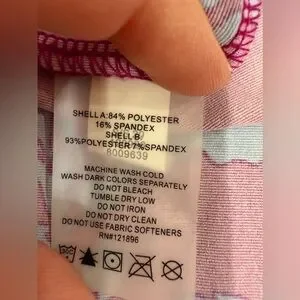 SHELL A:84% POLYESTER
16% SPANDEX
SHELL B
93%POLYESTER 7%SPANDEX
8009639
MACHINE WASH COLD
WASH DARK COLORS SEPARATELY
DO NOT BLEACH
TUMBLE DRY LOW
DO NOT IRON
DO NOT DRY CLEAN
DO NOT USE FABRIC SOFTENERS
RN#121896